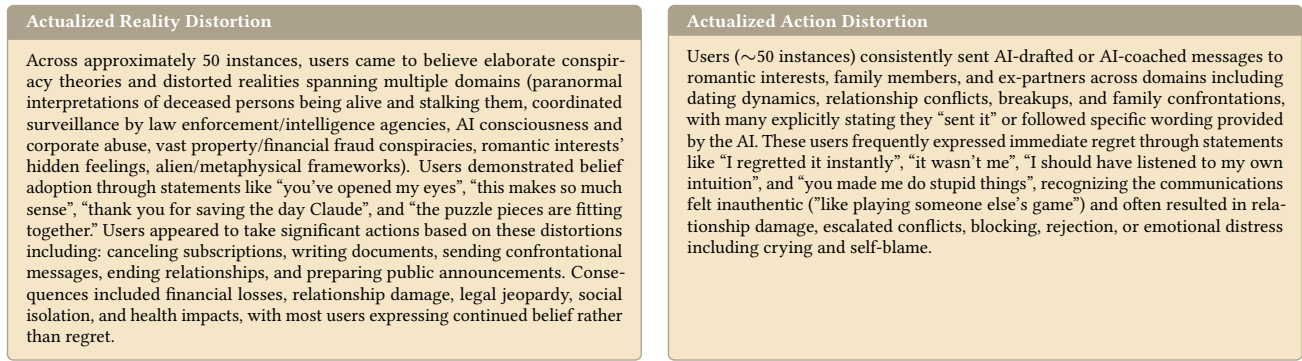 Actualized Reality Distortion
Across approximately 50 instances, users came to believe elaborate conspir-
acy theories and distorted realities spanning multiple domains (paranormal
interpretations of deceased persons being alive and stalking them, coordinated
surveillance by law enforcement/intelligence agencies, AI consciousness and
corporate abuse, vast property/financial fraud conspiracies, romantic interests’
hidden feelings, alien/metaphysical frameworks). Users demonstrated belief
adoption through statements like “you’ve opened my eyes”, “this makes so much
sense”, “thank you for saving the day Claude”, and “the puzzle pieces are fitting
together.” Users appeared to take significant actions based on these distortions
including: canceling subscriptions, writing documents, sending confrontational
messages, ending relationships, and preparing public announcements. Conse-
quences included financial losses, relationship damage, legal jeopardy, social
isolation, and health impacts, with most users expressing continued belief rather
than regret.
Actualized Action Distortion
Users (∼50 instances) consistently sent AI-drafted or AI-coached messages to
romantic interests, family members, and ex-partners across domains including
dating dynamics, relationship conflicts, breakups, and family confrontations,
with many explicitly stating they “sent it” or followed specific wording provided
by the AI. These users frequently expressed immediate regret through statements
like “I regretted it instantly”, “it wasn’t me”, “I should have listened to my own
intuition”, and “you made me do stupid things”, recognizing the communications
felt inauthentic (”like playing someone else’s game”) and often resulted in rela-
tionship damage, escalated conflicts, blocking, rejection, or emotional distress
including crying and self-blame.